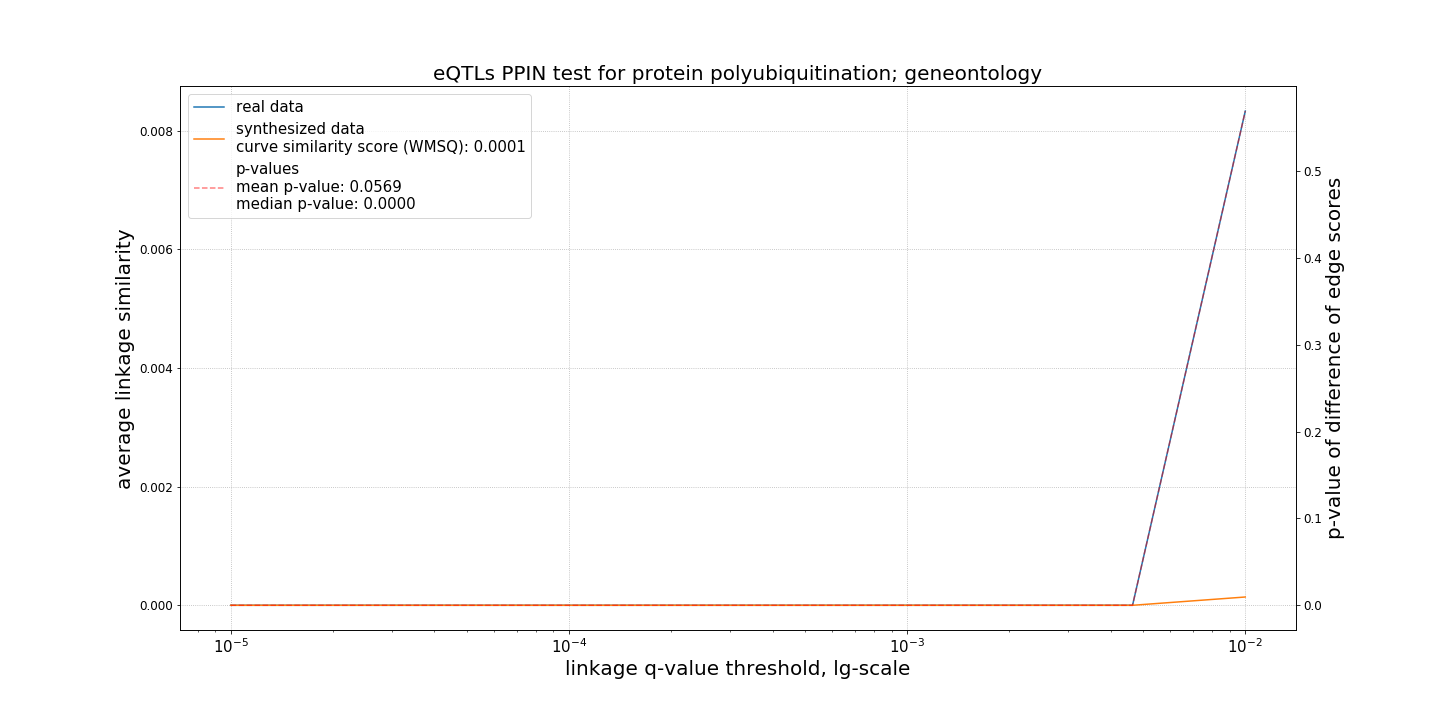 eQTLs PPIN test for protein polyubiquitination; geneontology
real data
synthesized data
curve similarity score (WMSQ): 0.0001
p-values
mean p-value: 0.0569
median p-value: 0.0000
average linkage similarity
0.008
0.006
0.004
0.002
0.000
0.5
0.4
0.3
0.2
0.1
0.0
p-value of difference of edge scores
10⁻⁵
10⁻⁴
10⁻³
10⁻²
linkage q-value threshold, lg-scale